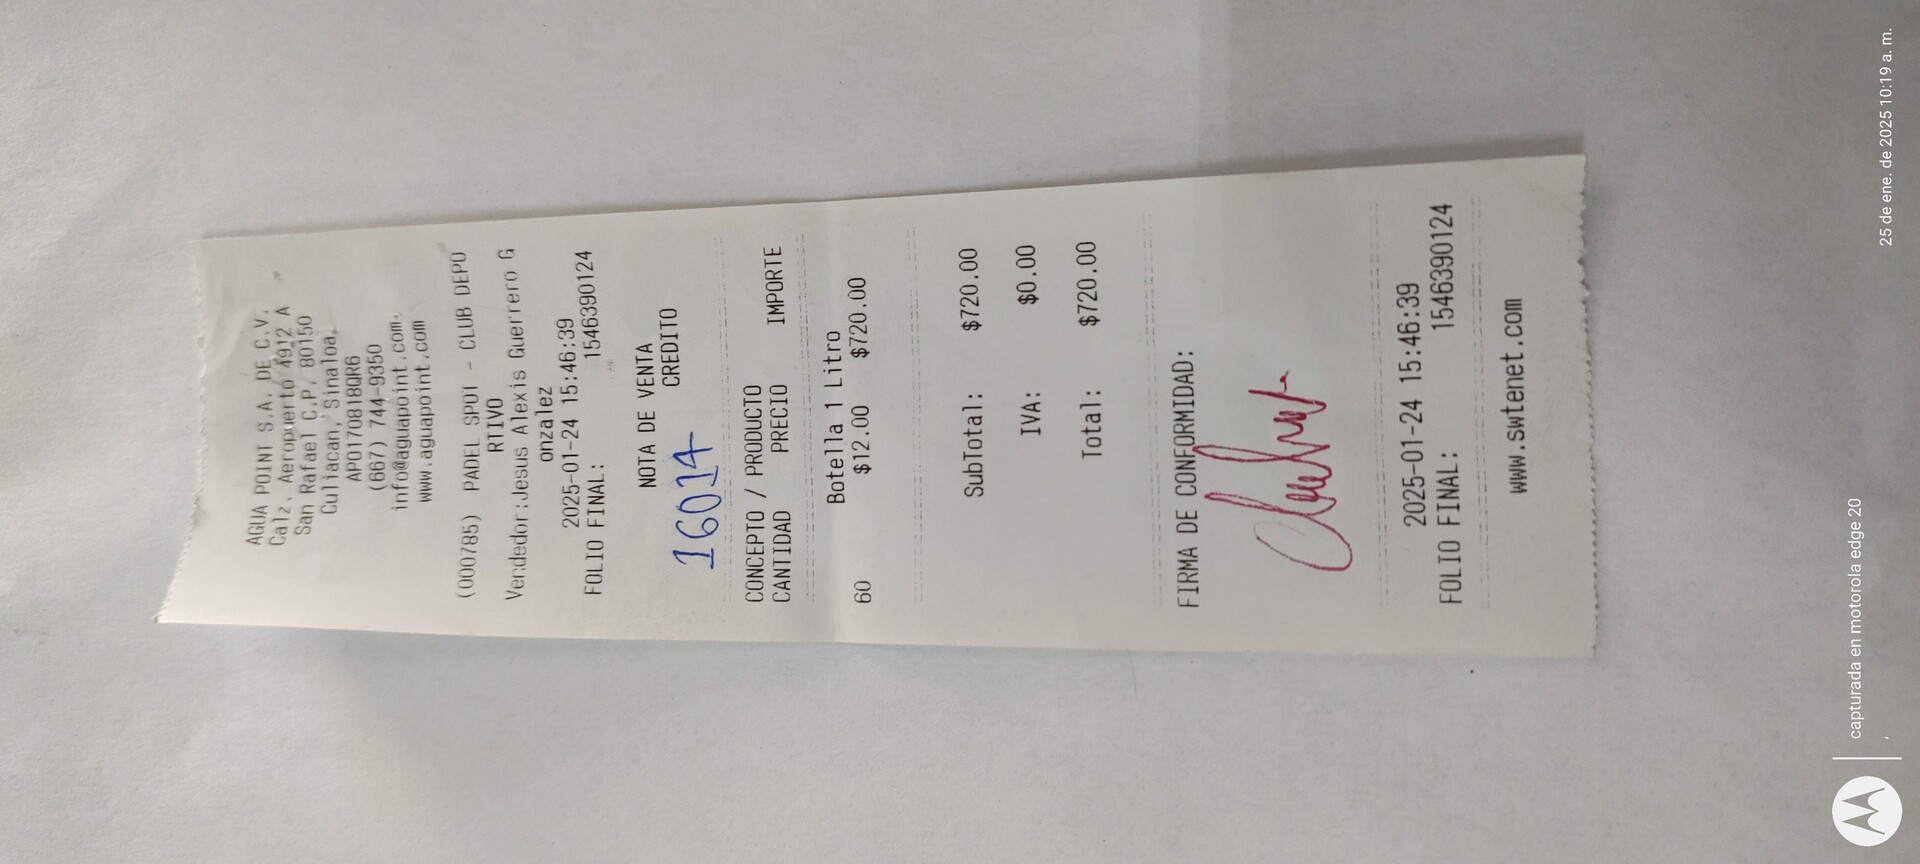 AGUA POINT S.A. DE C.V.
Calz. Aeropuerto 4912 A
San Rafael C.P. 80150
Culiacan, Sinaloa,
APO170818QR6
(667) 744-9350
info@aguapoint.com.
www.aguapoint.com
(000785) PADEL SPOT - CLUB DEPO
RTIVO
Vendedor:Jesus Alexis Guerrero G
onzalez
2025-01-24 15:46:39
FOLIO FINAL: 1546390124
NOTA DE VENTA
CREDITO
16014
CONCEPTO / PRODUCTO
CANTIDAD PRECIO IMPORTE
Botella 1 Litro
60 $12.00 $720.00
SubTotal: $720.00
IVA: $0.00
Total: $720.00
FIRMA DE CONFORMIDAD:
2025-01-24 15:46:39
FOLIO FINAL: 1546390124
www.swtenet.com
capturada en motorola edge 20
25 de ene. de 2025 10:19 a. m.